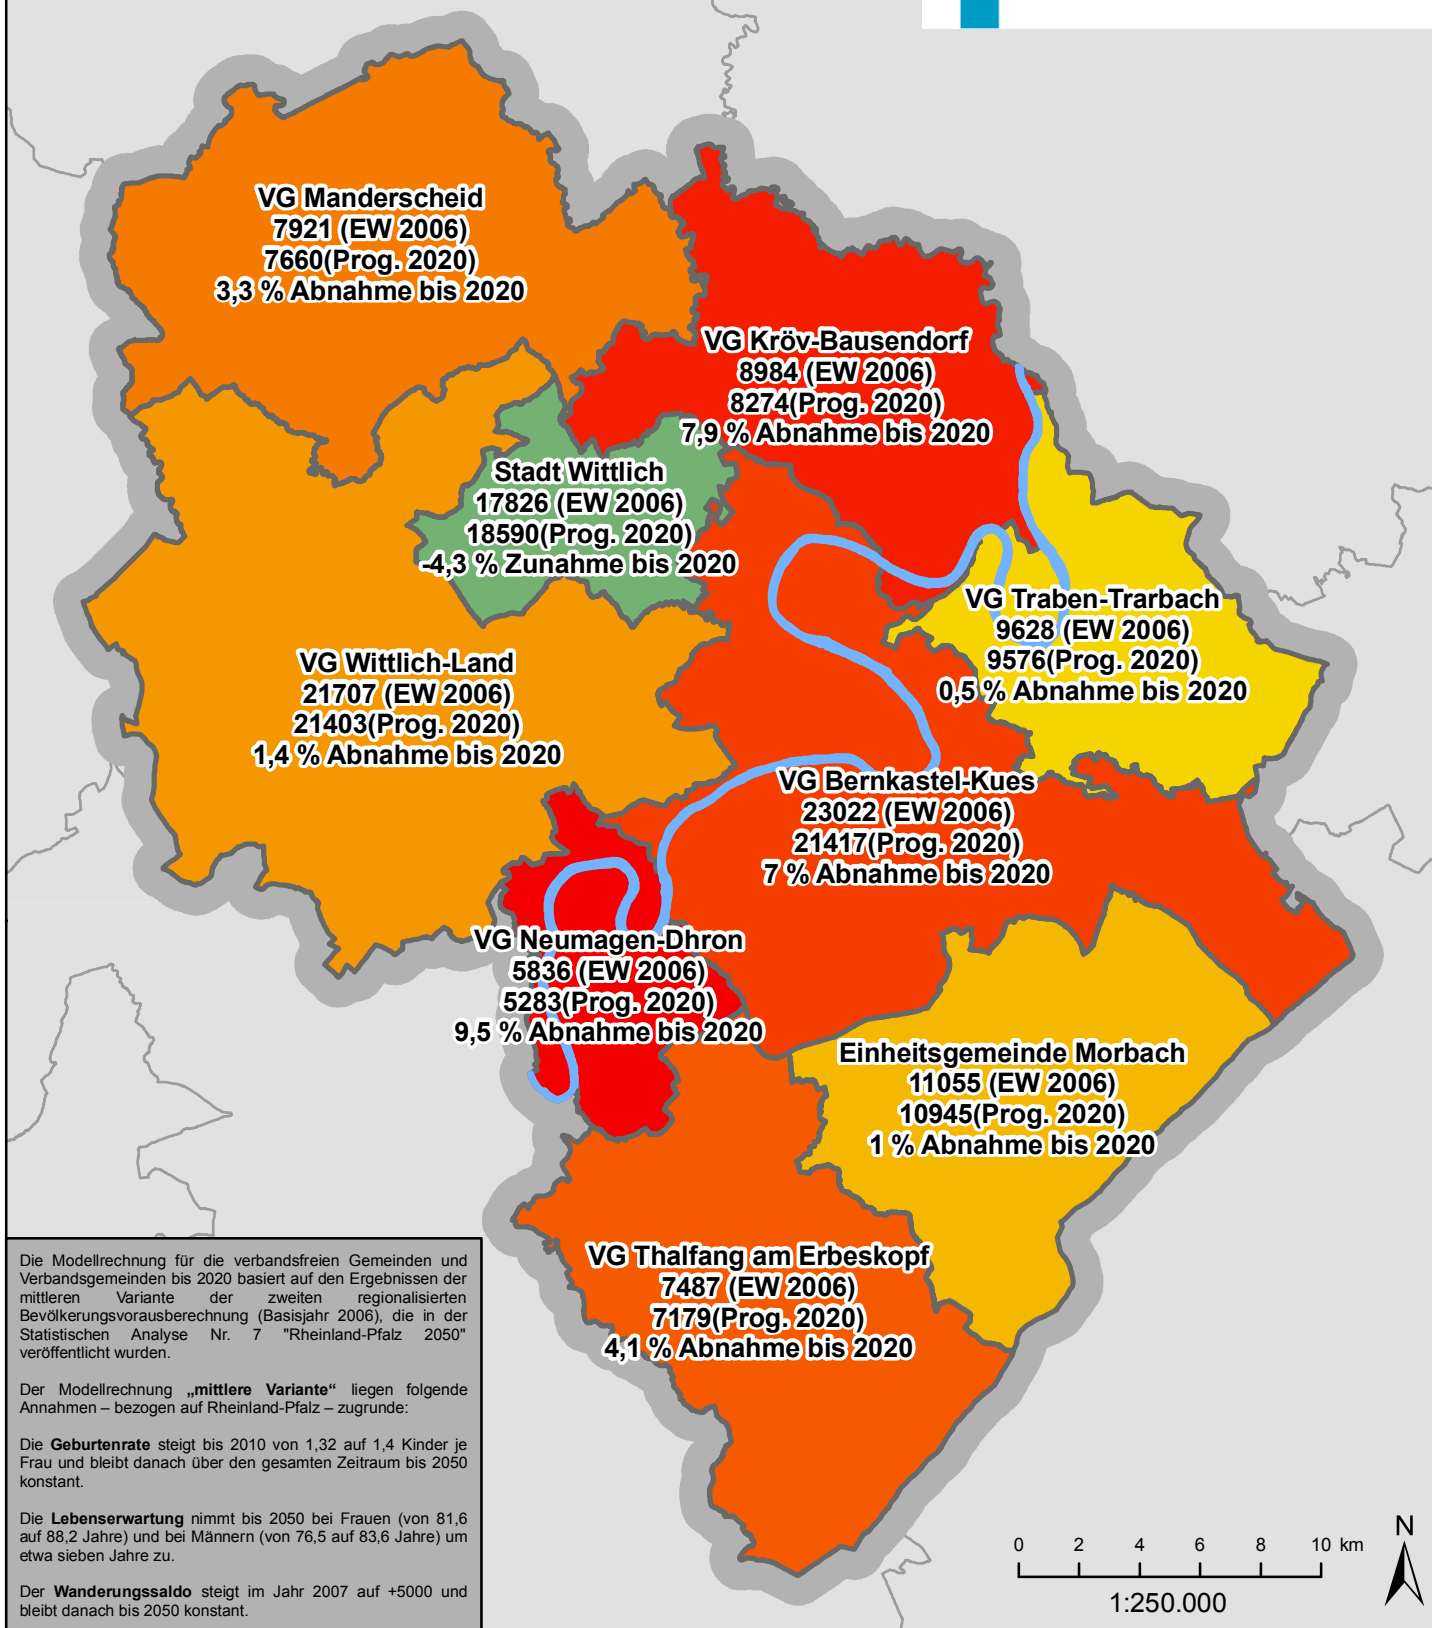 VG Manderscheid
7921 (EW 2006)
7660(Prog. 2020)
3,3 % Abnahme bis 2020
VG Kröv-Bausendorf
8984 (EW 2006)
8274(Prog. 2020)
7,9 % Abnahme bis 2020
Stadt Wittlich
17826 (EW 2006)
18590(Prog. 2020)
-4,3 % Zunahme bis 2020
VG Traben-Trarbach
9628 (EW 2006)
9576(Prog. 2020)
0,5 % Abnahme bis 2020
VG Wittlich-Land
21707 (EW 2006)
21403(Prog. 2020)
1,4 % Abnahme bis 2020
VG Bernkastel-Kues
23022 (EW 2006)
21417(Prog. 2020)
7 % Abnahme bis 2020
VG Neumagen-Dhron
5836 (EW 2006)
5283(Prog. 2020)
9,5 % Abnahme bis 2020
Einheitsgemeinde Morbach
11055 (EW 2006)
10945(Prog. 2020)
1 % Abnahme bis 2020
VG Thalfang am Erbeskopf
7487 (EW 2006)
7179(Prog. 2020)
4,1 % Abnahme bis 2020
Die Modellrechnung für die verbandsfreien Gemeinden und
Verbandsgemeinden bis 2020 basiert auf den Ergebnissen der
mittleren Variante der zweiten regionalisierten
Bevölkerungsvorausberechnung (Basisjahr 2006), die in der
Statistischen Analyse Nr. 7 "Rheinland-Pfalz 2050"
veröffentlicht wurden.
Der Modellrechnung „mittlere Variante“ liegen folgende
Annahmen – bezogen auf Rheinland-Pfalz – zugrunde:
Die Geburtenrate steigt bis 2010 von 1,32 auf 1,4 Kinder je
Frau und bleibt danach über den gesamten Zeitraum bis 2050
konstant.
Die Lebenserwartung nimmt bis 2050 bei Frauen (von 81,6
auf 88,2 Jahre) und bei Männern (von 76,5 auf 83,6 Jahre) um
etwa sieben Jahre zu.
Der Wanderungssaldo steigt im Jahr 2007 auf +5000 und
bleibt danach bis 2050 konstant.
0 2 4 6 8 10 km
1:250.000
N